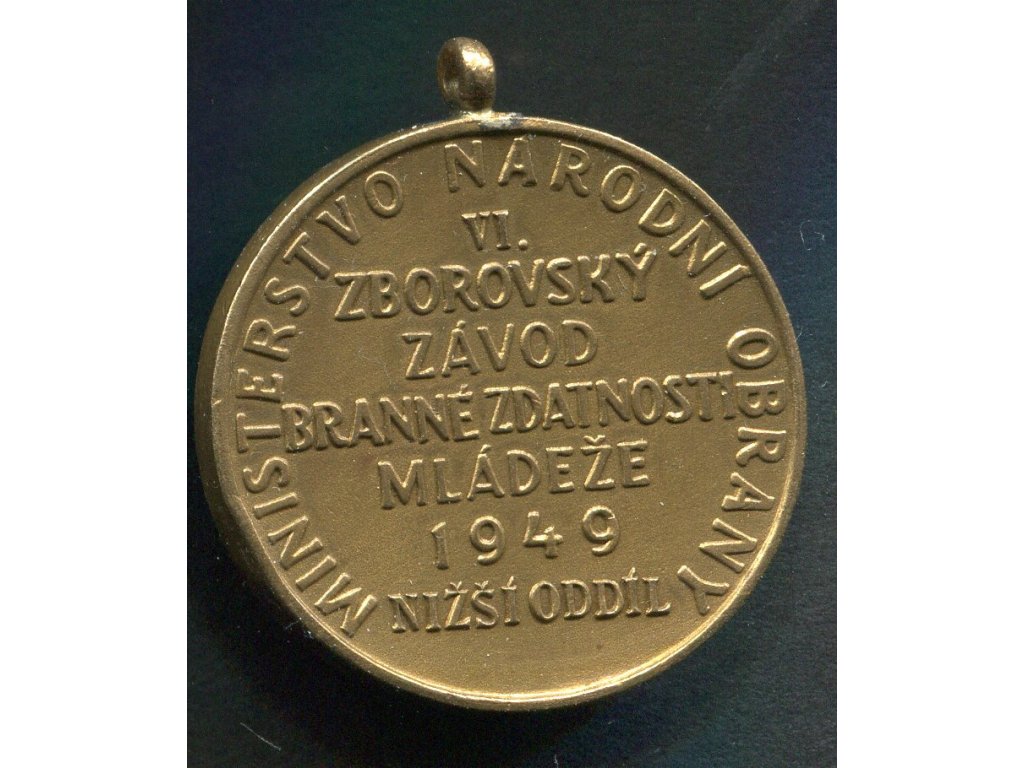 MINISTERSTVO NÁRODNÍ OBRANY
VI.
ZBOROVSKÝ
ZÁVOD
BRANNÉ ZDATNOSTI
MLÁDEŽE
1949
NIŽŠÍ ODDÍL